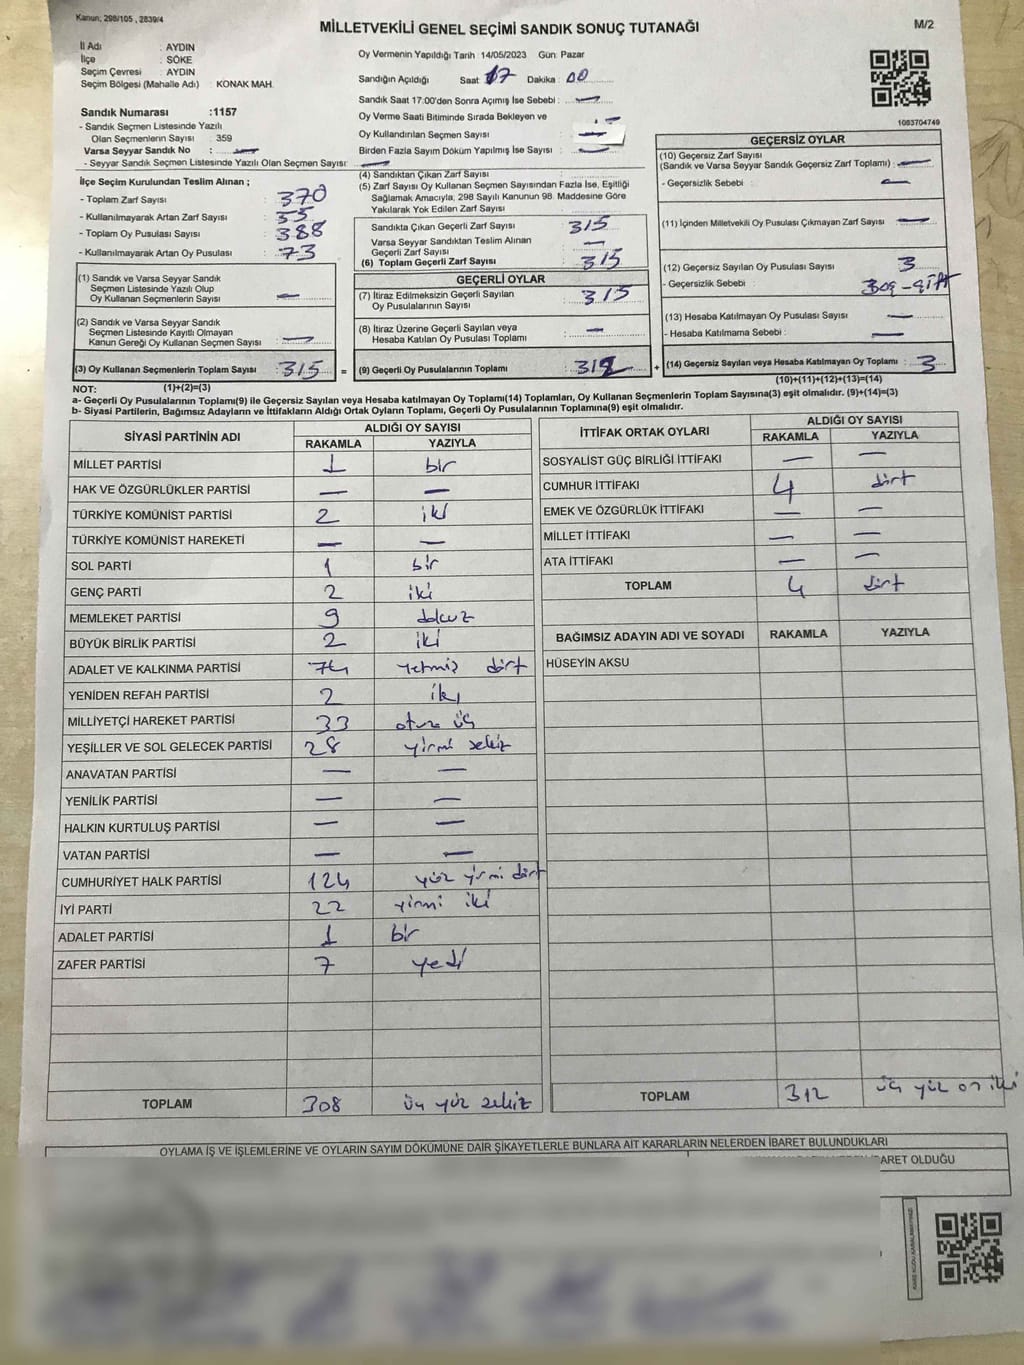 Kanun; 298/105 , 2839/4
MİLLETVEKİLİ GENEL SEÇİMİ SANDIK SONUÇ TUTANAĞI
M/2
İl Adı : AYDIN
İlçe : SÖKE
Seçim Çevresi : AYDIN
Seçim Bölgesi (Mahalle Adı) : KONAK MAH.
Sandık Numarası :1157
- Sandık Seçmen Listesinde Yazılı
Olan Seçmenlerin Sayısı : 359
Varsa Seyyar Sandık No : —
- Seyyar Sandık Seçmen Listesinde Yazılı Olan Seçmen Sayısı: —
Oy Vermenin Yapıldığı Tarih 14/05/2023 Gün: Pazar
Sandığın Açıldığı Saat 17 Dakika : 00
Sandık Saat 17:00'den Sonra Açımış İse Sebebi : —
Oy Verme Saati Bitiminde Sırada Bekleyen ve
Oy Kullandırılan Seçmen Sayısı : —
Birden Fazla Sayım Döküm Yapılmış İse Sayısı : —
1083704749
İlçe Seçim Kurulundan Teslim Alınan ;
- Toplam Zarf Sayısı : 370
- Kullanılmayarak Artan Zarf Sayısı : 55
- Toplam Oy Pusulası Sayısı : 388
- Kullanılmayarak Artan Oy Pusulası : 73
(1) Sandık ve Varsa Seyyar Sandık
Seçmen Listesinde Yazılı Olup
Oy Kullanan Seçmenlerin Sayısı : —
(2) Sandık ve Varsa Seyyar Sandık
Seçmen Listesinde Kayıtlı Olmayan
Kanun Gereği Oy Kullanan Seçmen Sayısı : —
(3) Oy Kullanan Seçmenlerin Toplam Sayısı : 315
(4) Sandıktan Çıkan Zarf Sayısı :
(5) Zarf Sayısı Oy Kullanan Seçmen Sayısından Fazla İse, Eşitliği
Sağlamak Amacıyla, 298 Sayılı Kanunun 98. Maddesine Göre
Yakılarak Yok Edilen Zarf Sayısı :
Sandıkta Çıkan Geçerli Zarf Sayısı : 315
Varsa Seyyar Sandıktan Teslim Alınan
Geçerli Zarf Sayısı : —
(6) Toplam Geçerli Zarf Sayısı : 315
GEÇERLİ OYLAR
(7) İtiraz Edilmeksizin Geçerli Sayılan
Oy Pusulalarının Sayısı : 315
(8) İtiraz Üzerine Geçerli Sayılan veya
Hesaba Katılan Oy Pusulası Toplamı : —
= (9) Geçerli Oy Pusulalarının Toplamı : 312
GEÇERSİZ OYLAR
(10) Geçersiz Zarf Sayısı
(Sandık ve Varsa Seyyar Sandık Geçersiz Zarf Toplamı) : —
- Geçersizlik Sebebi : —
(11) İçinden Milletvekili Oy Pusulası Çıkmayan Zarf Sayısı : —
(12) Geçersiz Sayılan Oy Pusulası Sayısı : 3
- Geçersizlik Sebebi : Boş-çift
(13) Hesaba Katılmayan Oy Pusulası Sayısı : —
- Hesaba Katılmama Sebebi : —
+ (14) Geçersiz Sayılan veya Hesaba Katılmayan Oy Toplamı : 3
NOT: (1)+(2)=(3)
(10)+(11)+(12)+(13)=(14)
a- Geçerli Oy Pusulalarının Toplamı(9) ile Geçersiz Sayılan veya Hesaba katılmayan Oy Toplamı(14) Toplamları, Oy Kullanan Seçmenlerin Toplam Sayısına(3) eşit olmalıdır. (9)+(14)=(3)
b- Siyasi Partilerin, Bağımsız Adayların ve İttifakların Aldığı Ortak Oyların Toplamı, Geçerli Oy Pusulalarının Toplamına(9) eşit olmalıdır.
SİYASİ PARTİNİN ADI ALDIĞI OY SAYISI
RAKAMLA YAZIYLA
MİLLET PARTİSİ 1 bir
HAK VE ÖZGÜRLÜKLER PARTİSİ — —
TÜRKİYE KOMÜNİST PARTİSİ 2 iki
TÜRKİYE KOMÜNİST HAREKETİ — —
SOL PARTİ 1 bir
GENÇ PARTİ 2 iki
MEMLEKET PARTİSİ 9 dokuz
BÜYÜK BİRLİK PARTİSİ 2 iki
ADALET VE KALKINMA PARTİSİ 74 yetmiş dört
YENİDEN REFAH PARTİSİ 2 iki
MİLLİYETÇİ HAREKET PARTİSİ 33 otuz üç
YEŞİLLER VE SOL GELECEK PARTİSİ 28 yirmi sekiz
ANAVATAN PARTİSİ — —
YENİLİK PARTİSİ — —
HALKIN KURTULUŞ PARTİSİ — —
VATAN PARTİSİ — —
CUMHURİYET HALK PARTİSİ 124 yüz yirmi dört
İYİ PARTİ 22 yirmi iki
ADALET PARTİSİ 1 bir
ZAFER PARTİSİ 7 yedi
TOPLAM 308 üç yüz sekiz
İTTİFAK ORTAK OYLARI ALDIĞI OY SAYISI
RAKAMLA YAZIYLA
SOSYALİST GÜÇ BİRLİĞİ İTTİFAKI — —
CUMHUR İTTİFAKI 4 dört
EMEK VE ÖZGÜRLÜK İTTİFAKI — —
MİLLET İTTİFAKI — —
ATA İTTİFAKI — —
TOPLAM 4 dört
BAĞIMSIZ ADAYIN ADI VE SOYADI RAKAMLA YAZIYLA
HÜSEYİN AKSU
TOPLAM 312 üç yüz on iki
OYLAMA İŞ VE İŞLEMLERİNE VE OYLARIN SAYIM DÖKÜMÜNE DAİR ŞİKAYETLERLE BUNLARA AİT KARARLARIN NELERDEN İBARET BULUNDUKLARI
OLDUĞU